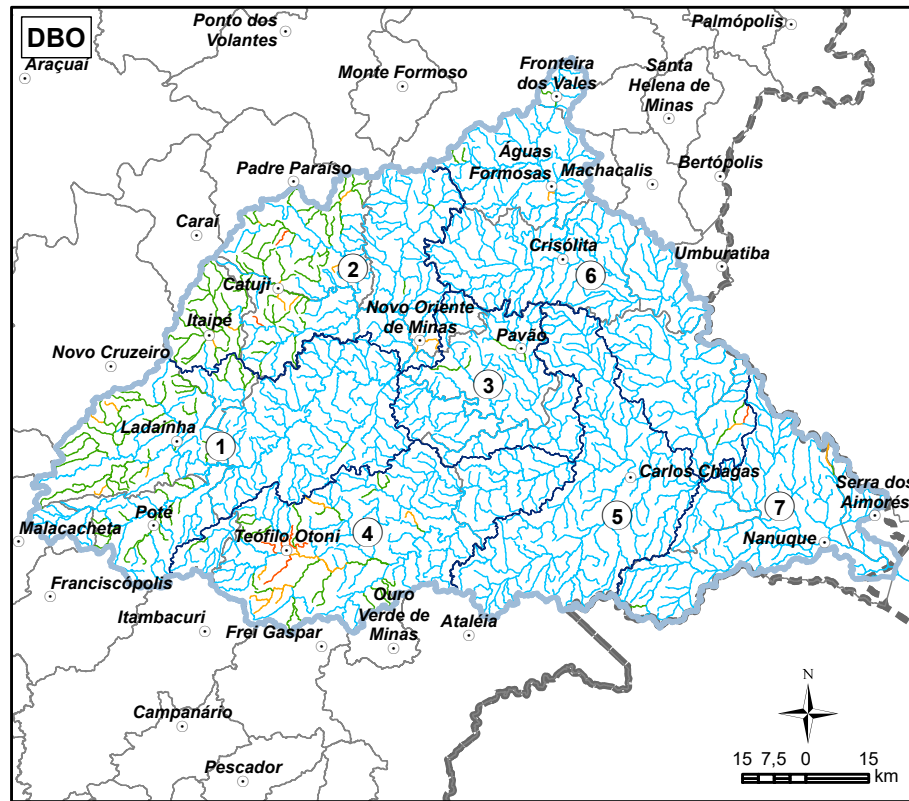 DBO
Ponto dos
Volantes
Palmópolis
Araçuaí
Monte Formoso
Fronteira
dos Vales
Santa
Helena de
Minas
Padre Paraíso
Águas
Formosas
Machacalis
Bertópolis
Caraí
Crisólita
Umburatiba
2
6
Catuji
Itaipé
Novo Oriente
de Minas
Pavão
Novo Cruzeiro
3
Ladainha
1
Carlos Chagas
Serra dos
Aimorés
Malacacheta
Poté
Teófilo Otoni
4
5
7
Nanuque
Franciscópolis
Itambacuri
Ouro
Verde de
Minas
Frei Gaspar
Ataléia
Campanário
Pescador
N
15 7,5 0 15
km